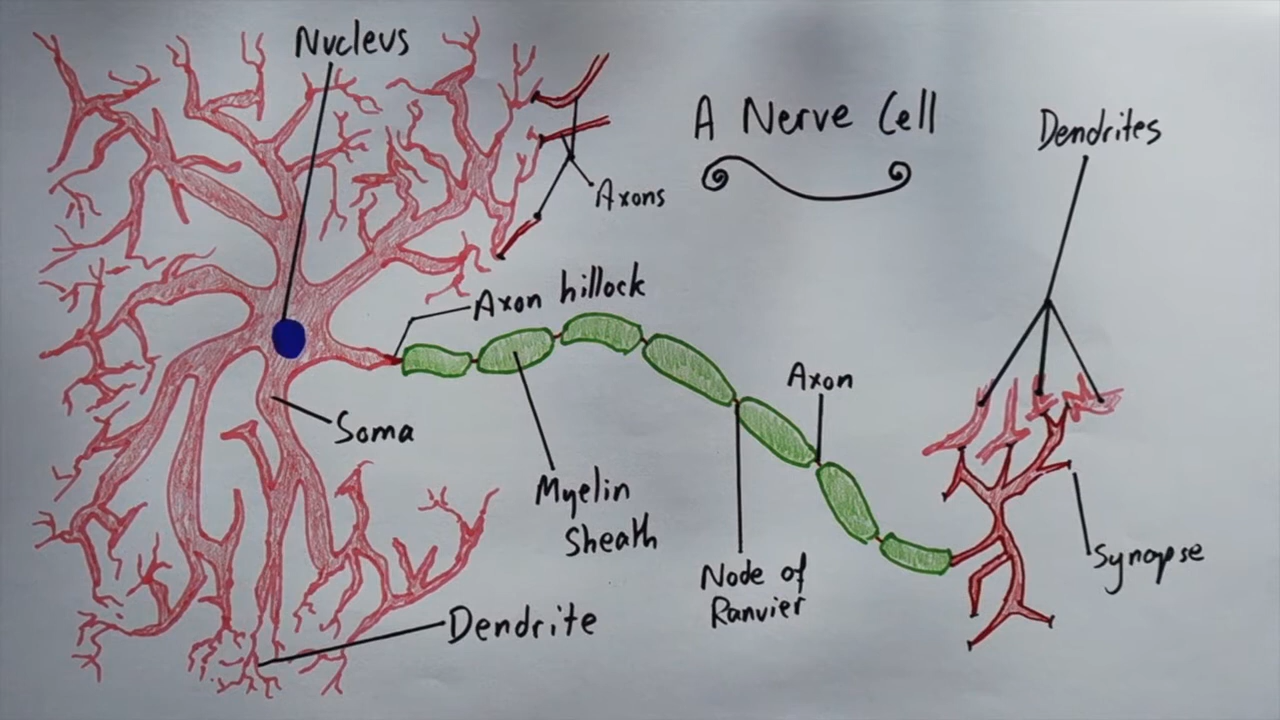 Nucleus
A Nerve Cell
Dendrites
Axons
Axon hillock
Axon
Soma
Myelin
Sheath
Synapse
Node of
Ranvier
Dendrite